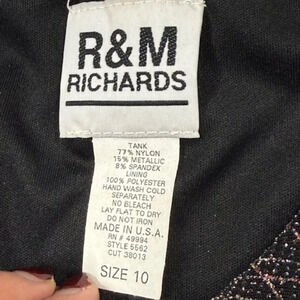 R&M
RICHARDS
TANK
77% NYLON
15% METALLIC
8% SPANDEX
LINING
100% POLYESTER
HAND WASH COLD
SEPARATELY
NO BLEACH
LAY FLAT TO DRY
DO NOT IRON
MADE IN U.S.A.
RN # 49994
STYLE 5562
CUT 38013
SIZE 10